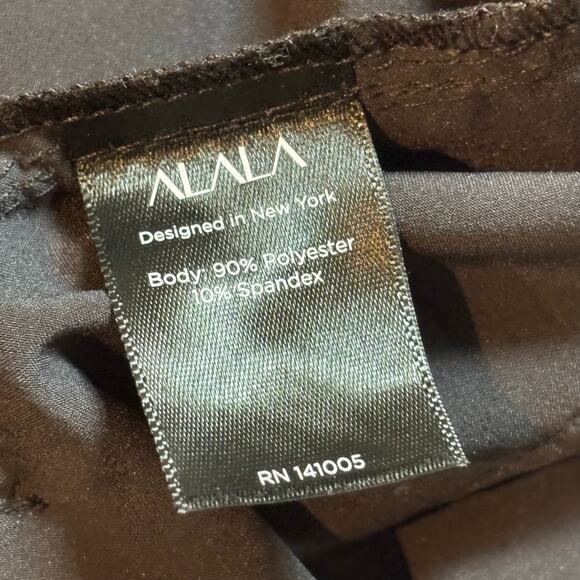 ALALA
Designed in New York
Body: 90% Polyester
10% Spandex
RN 141005